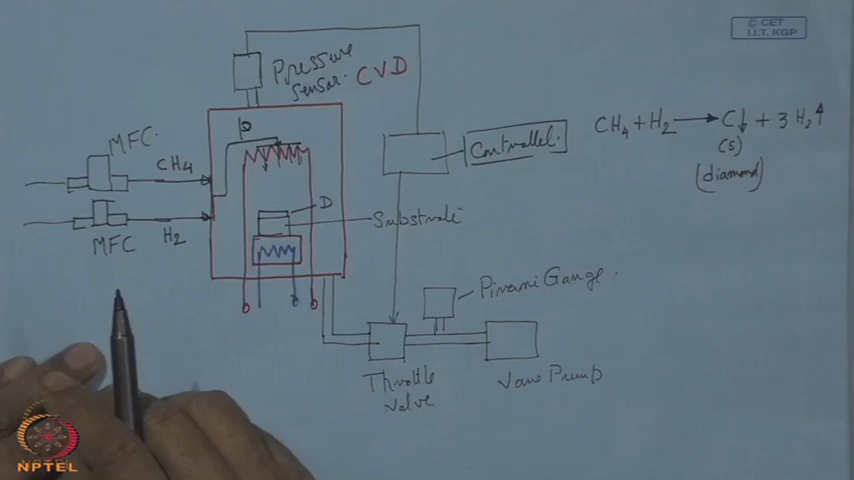 © CET
I.I.T. KGP
Pressure
Sensor.
CVD
MFC.
CH4
P
CH4 + H2 → C↓ + 3 H2↑
(s)
(diamond)
Controller.
D
Substrate
MFC
H2
Pirani Gauge.
Throttle
valve
Vane Pump
NPTEL